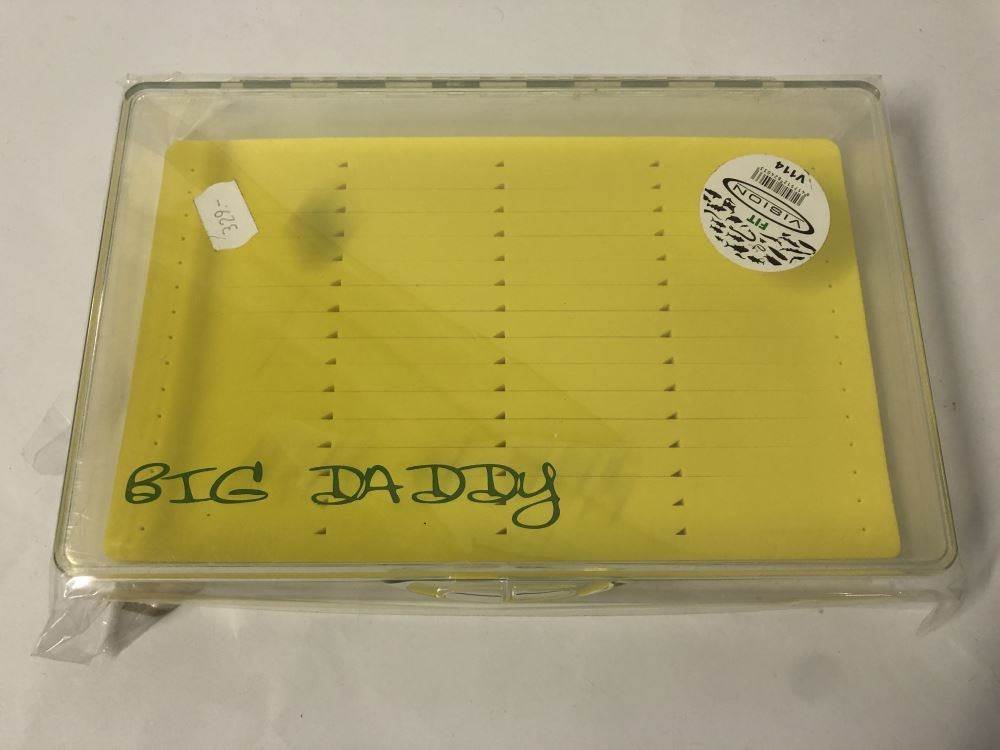 329.-
V114
VISION
FIT
BIG DADDY